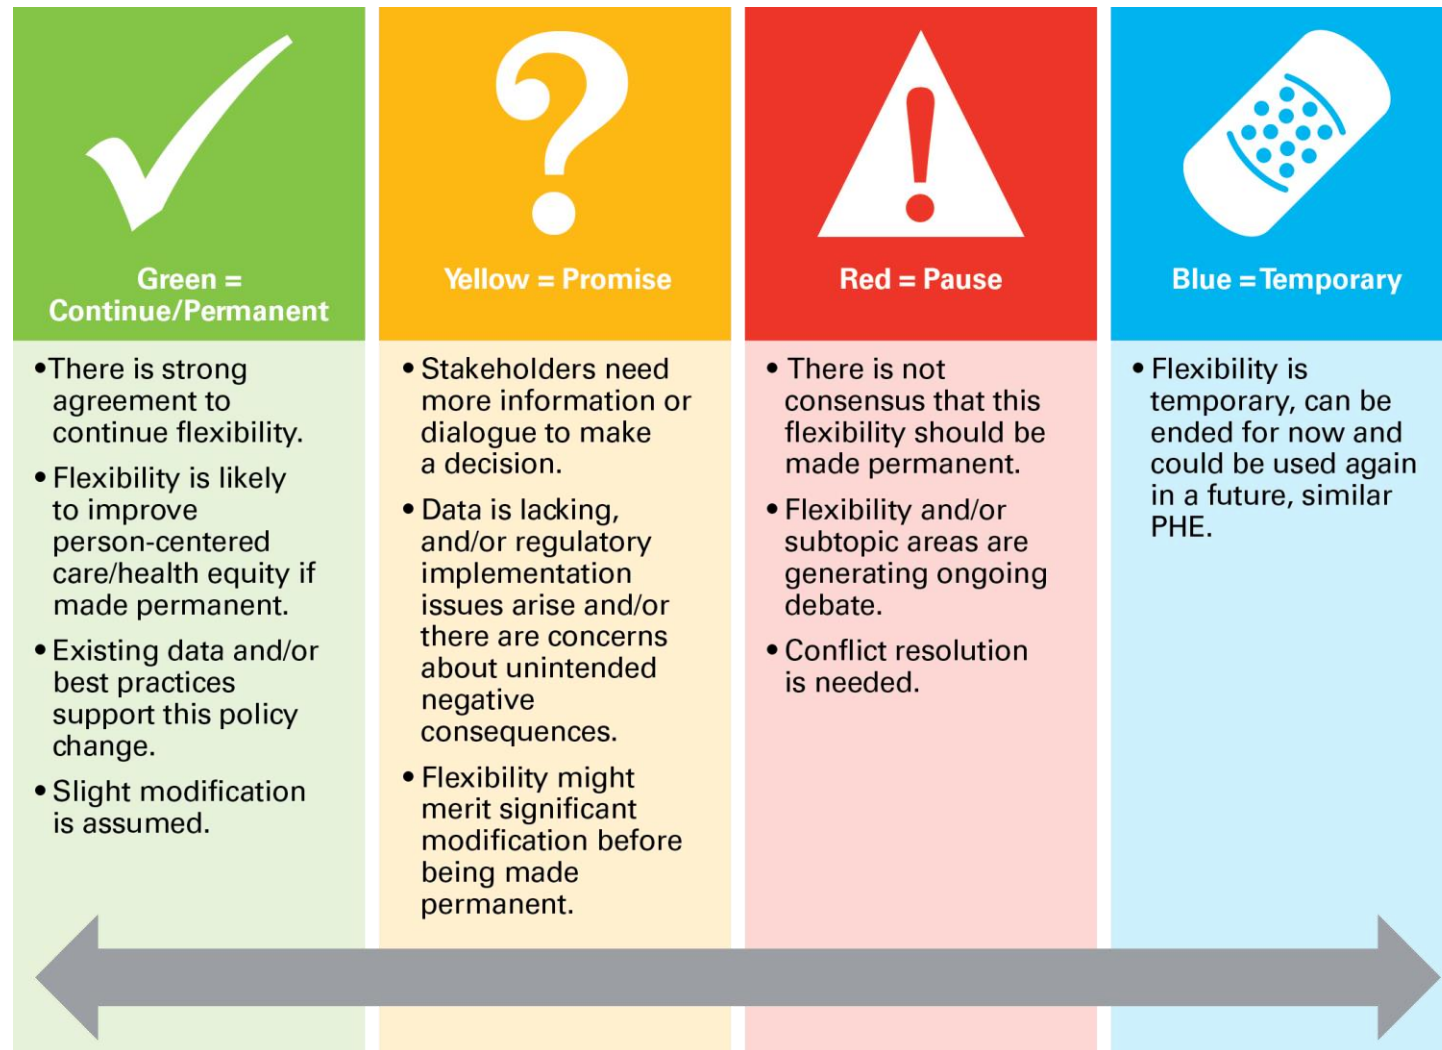 Green =
Continue/Permanent
•There is strong
agreement to
continue flexibility.
• Flexibility is likely
to improve
person-centered
care/health equity if
made permanent.
• Existing data and/or
best practices
support this policy
change.
• Slight modification
is assumed.
Yellow = Promise
• Stakeholders need
more information or
dialogue to make
a decision.
• Data is lacking,
and/or regulatory
implementation
issues arise and/or
there are concerns
about unintended
negative
consequences.
• Flexibility might
merit significant
modification before
being made
permanent.
Red = Pause
• There is not
consensus that this
flexibility should be
made permanent.
• Flexibility and/or
subtopic areas are
generating ongoing
debate.
• Conflict resolution
is needed.
Blue = Temporary
• Flexibility is
temporary, can be
ended for now and
could be used again
in a future, similar
PHE.